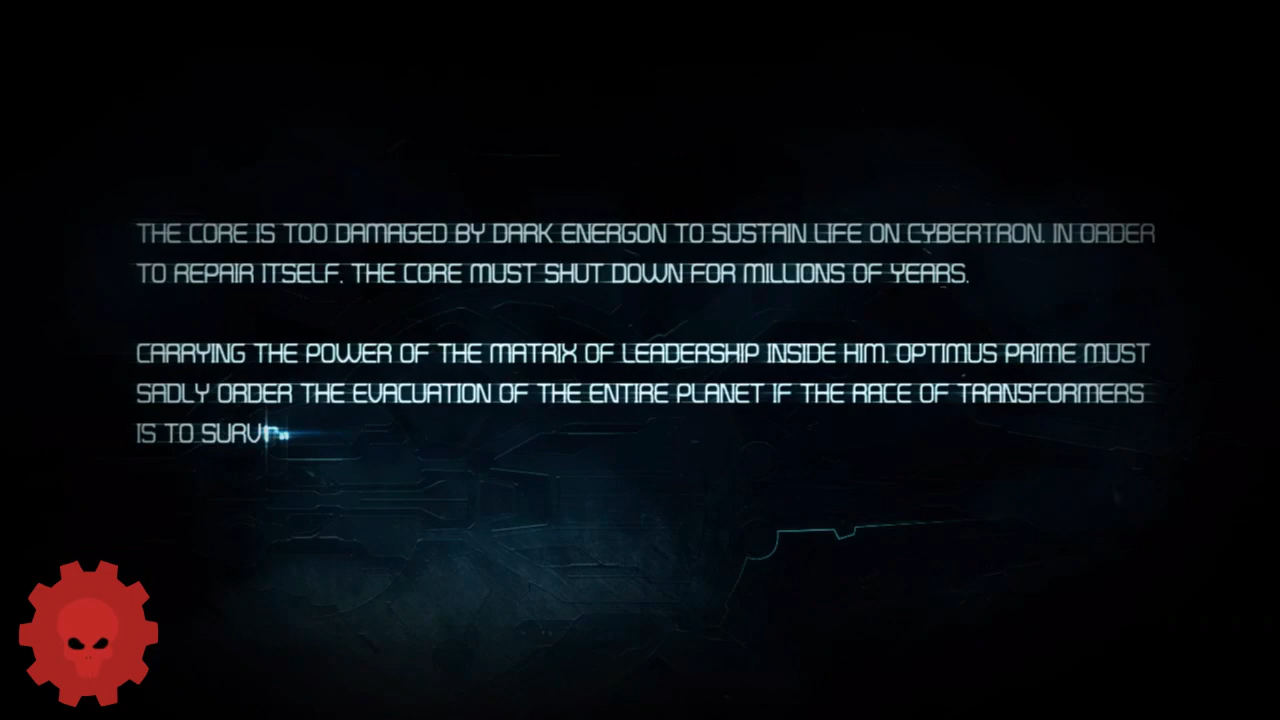 THE CORE IS TOO DAMAGED BY DARK ENERGON TO SUSTAIN LIFE ON CYBERTRON. IN ORDER
TO REPAIR ITSELF. THE CORE MUST SHUT DOWN FOR MILLIONS OF YEARS.
CARRYING THE POWER OF THE MATRIX OF LEADERSHIP INSIDE HIM. OPTIMUS PRIME MUST
SADLY ORDER THE EVACUATION OF THE ENTIRE PLANET IF THE RACE OF TRANSFORMERS
IS TO SURV